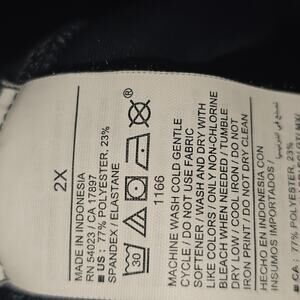 2X
MADE IN INDONESIA
RN 54023 / CA 17897
US : 77% POLYESTER, 23%
SPANDEX / ELASTANE
30
®
1166
MACHINE WASH COLD GENTLE
CYCLE / DO NOT USE FABRIC
SOFTENER / WASH AND DRY WITH
LIKE COLORS/ONLY NON-CHLORINE
BLEACH WHEN NEEDED / TUMBLE
DRY LOW / COOL IRON / DO NOT
IRON PRINT / DO NOT DRY CLEAN
HECHO EN INDONESIA CON
INSUMOS IMPORTADOS /
CA : 77% POLYESTER, 23%